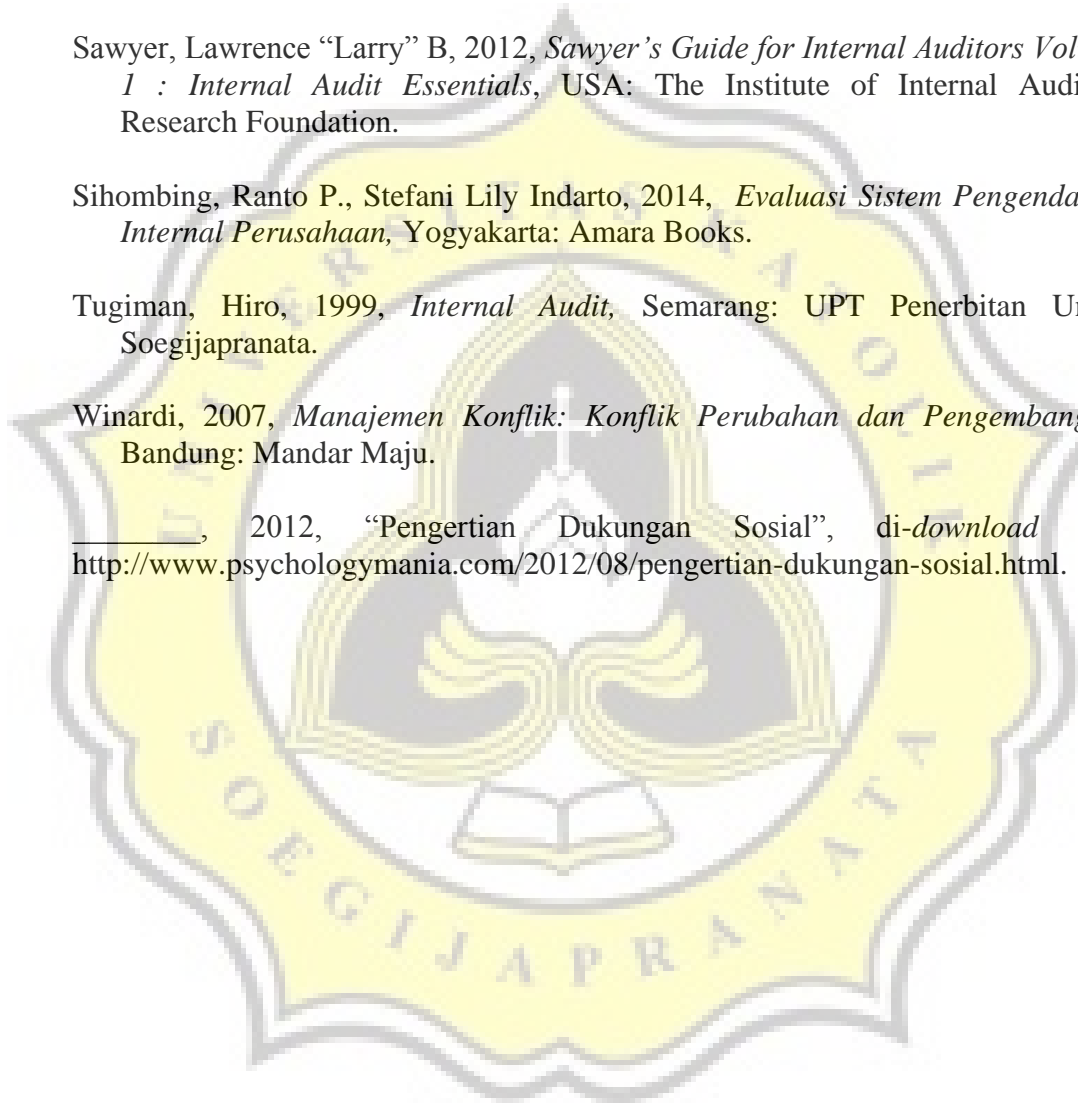 Sawyer, Lawrence “Larry” B, 2012, Sawyer’s Guide for Internal Auditors Vol
1 : Internal Audit Essentials, USA: The Institute of Internal Audi
Research Foundation.
Sihombing, Ranto P., Stefani Lily Indarto, 2014, Evaluasi Sistem Pengenda
Internal Perusahaan, Yogyakarta: Amara Books.
Tugiman, Hiro, 1999, Internal Audit, Semarang: UPT Penerbitan Un
Soegijapranata.
Winardi, 2007, Manajemen Konflik: Konflik Perubahan dan Pengembang
Bandung: Mandar Maju.
________, 2012, “Pengertian Dukungan Sosial”, di-download
http://www.psychologymania.com/2012/08/pengertian-dukungan-sosial.html.
UNIVERSITAS KATOLIK
SOEGIJAPRANATA